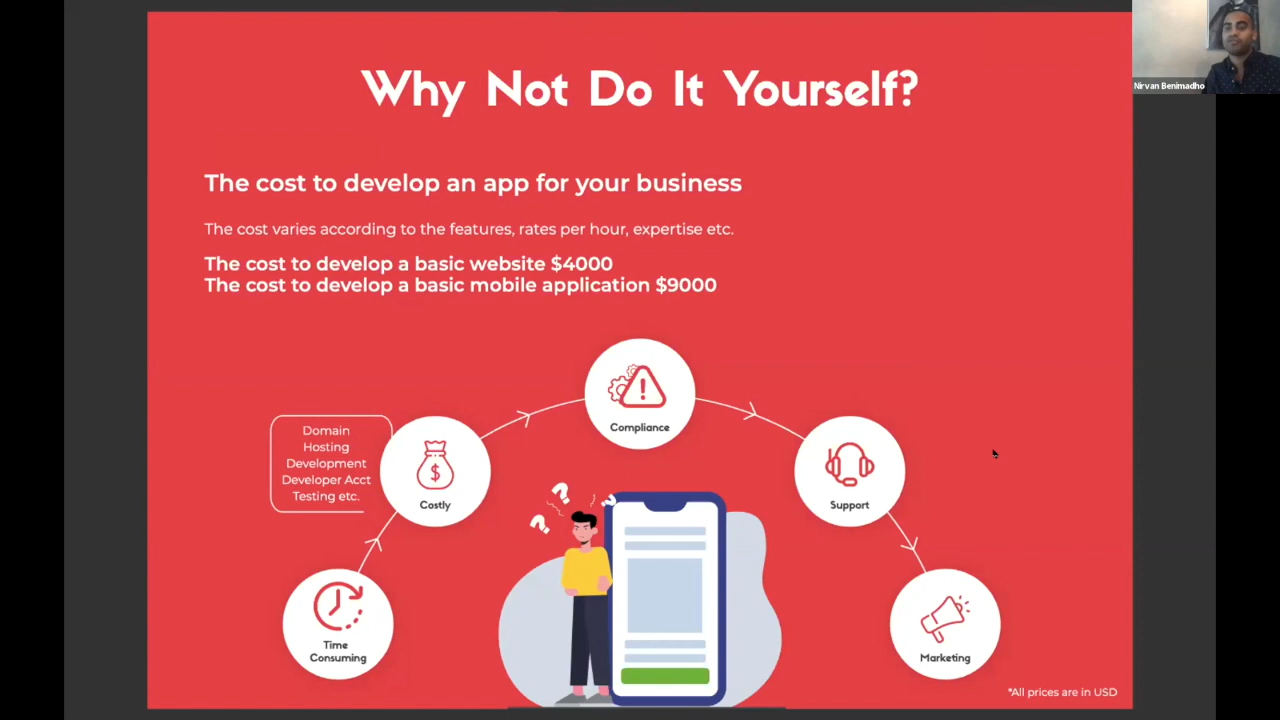 Why Not Do It Yourself?
Nirvan Benimadho
The cost to develop an app for your business
The cost varies according to the features, rates per hour, expertise etc.
The cost to develop a basic website $4000
The cost to develop a basic mobile application $9000
Domain
Hosting
Development
Developer Acct
Testing etc.
Costly
Compliance
Support
Time
Consuming
Marketing
*All prices are in USD